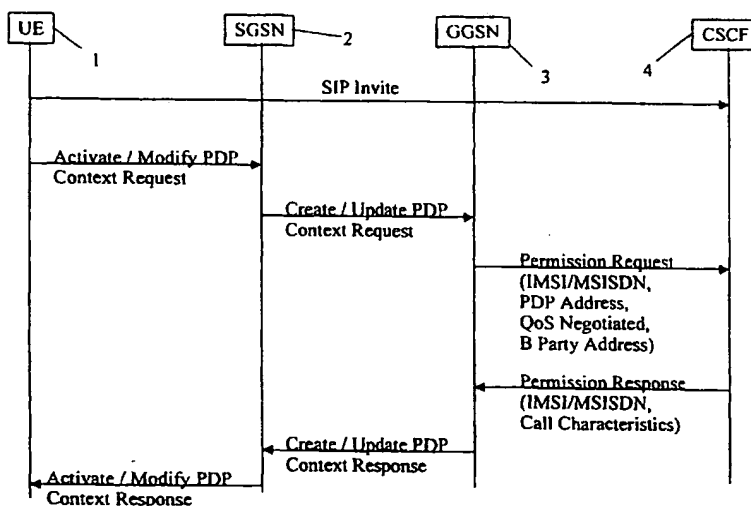 UE
SGSN
GGSN
CSCF
1
2
3
4
SIP Invite
Activate / Modify PDP
Context Request
Create / Update PDP
Context Request
Permission Request
(IMSI/MSISDN,
PDP Address,
QoS Negotiated,
B Party Address)
Permission Response
(IMSI/MSISDN,
Call Characteristics)
Create / Update PDP
Context Response
Activate / Modify PDP
Context Response